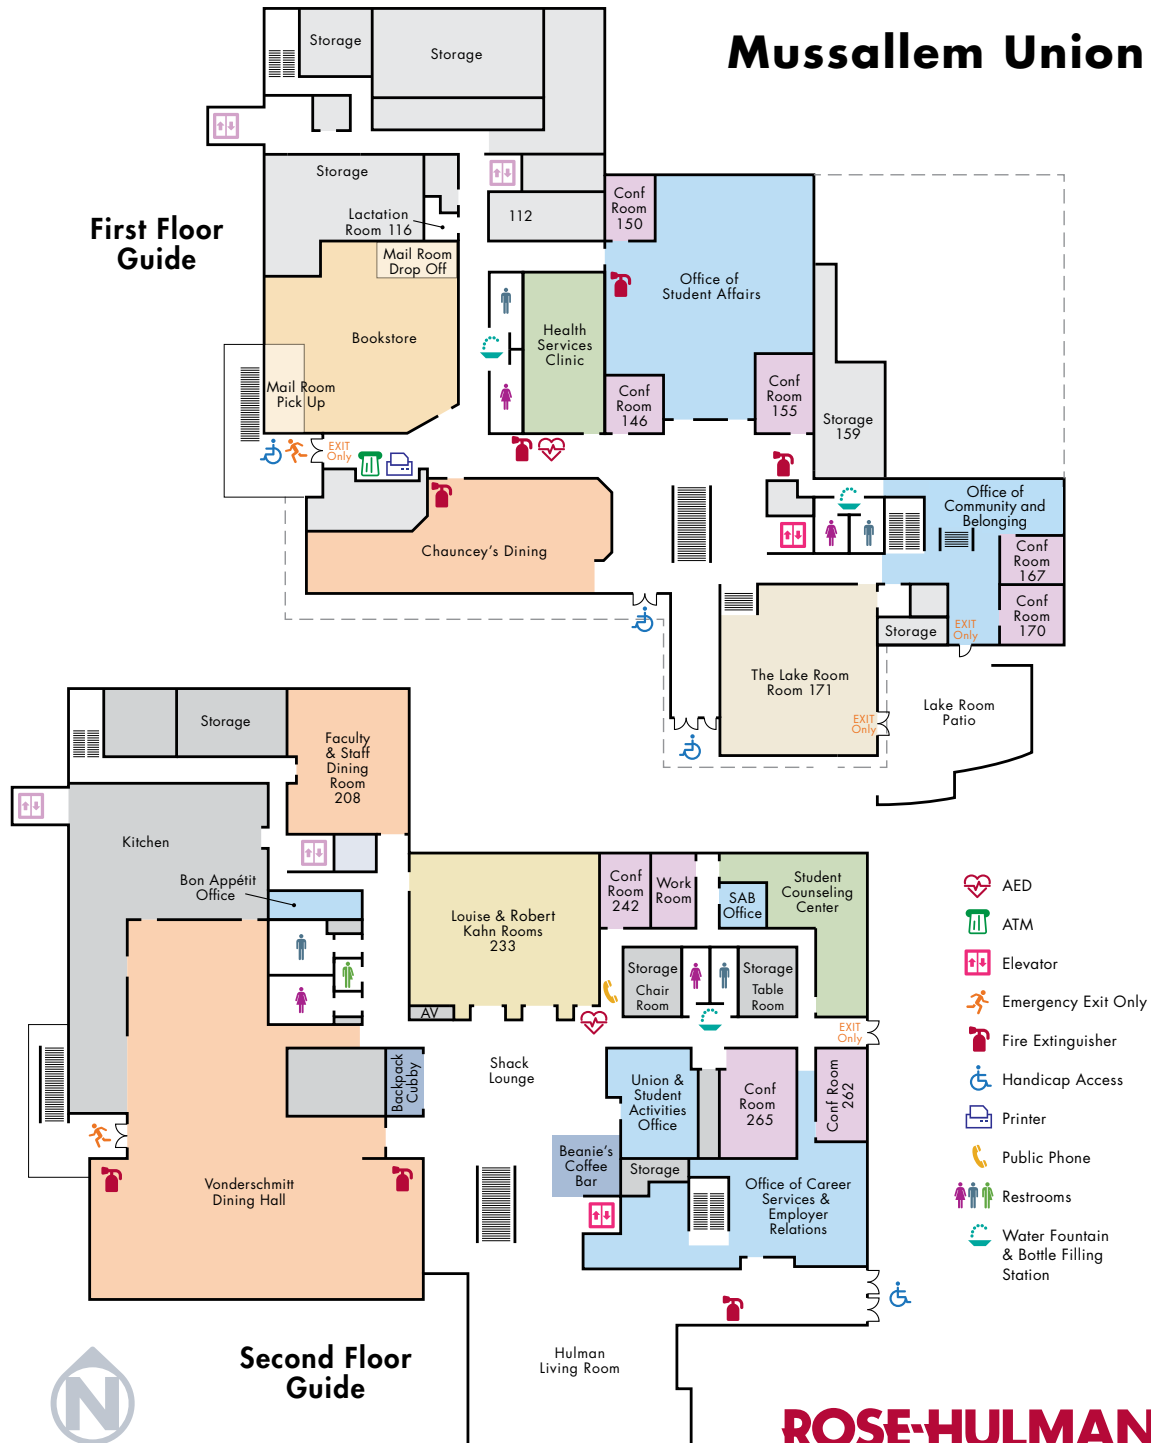 Mussallem Union
First Floor
Guide
Storage
Storage
Storage
Lactation
Room 116
Mail Room
Drop Off
112
Conf
Room
150
Office of
Student Affairs
Bookstore
Health
Services
Clinic
Mail Room
Pick Up
Conf
Room
146
Conf
Room
155
Storage
159
EXIT
Only
Chauncey's Dining
Office of
Community and
Belonging
Conf
Room
167
Conf
Room
170
EXIT
Only
Storage
The Lake Room
Room 171
EXIT
Only
Lake Room
Patio
Storage
Faculty
& Staff
Dining
Room
208
Kitchen
Bon Appétit
Office
Louise & Robert
Kahn Rooms
233
AV
Conf
Room
242
Work
Room
SAB
Office
Student
Counseling
Center
Storage
Chair
Room
Storage
Table
Room
EXIT
Only
Shack
Lounge
Backpack
Cubby
Union &
Student
Activities
Office
Conf
Room
265
Conf Room
262
Beanie's
Coffee
Bar
Storage
Office of Career
Services &
Employer
Relations
Vonderschmitt
Dining Hall
Hulman
Living Room
Second Floor
Guide
N
AED
ATM
Elevator
Emergency Exit Only
Fire Extinguisher
Handicap Access
Printer
Public Phone
Restrooms
Water Fountain
& Bottle Filling
Station
ROSE-HULMAN